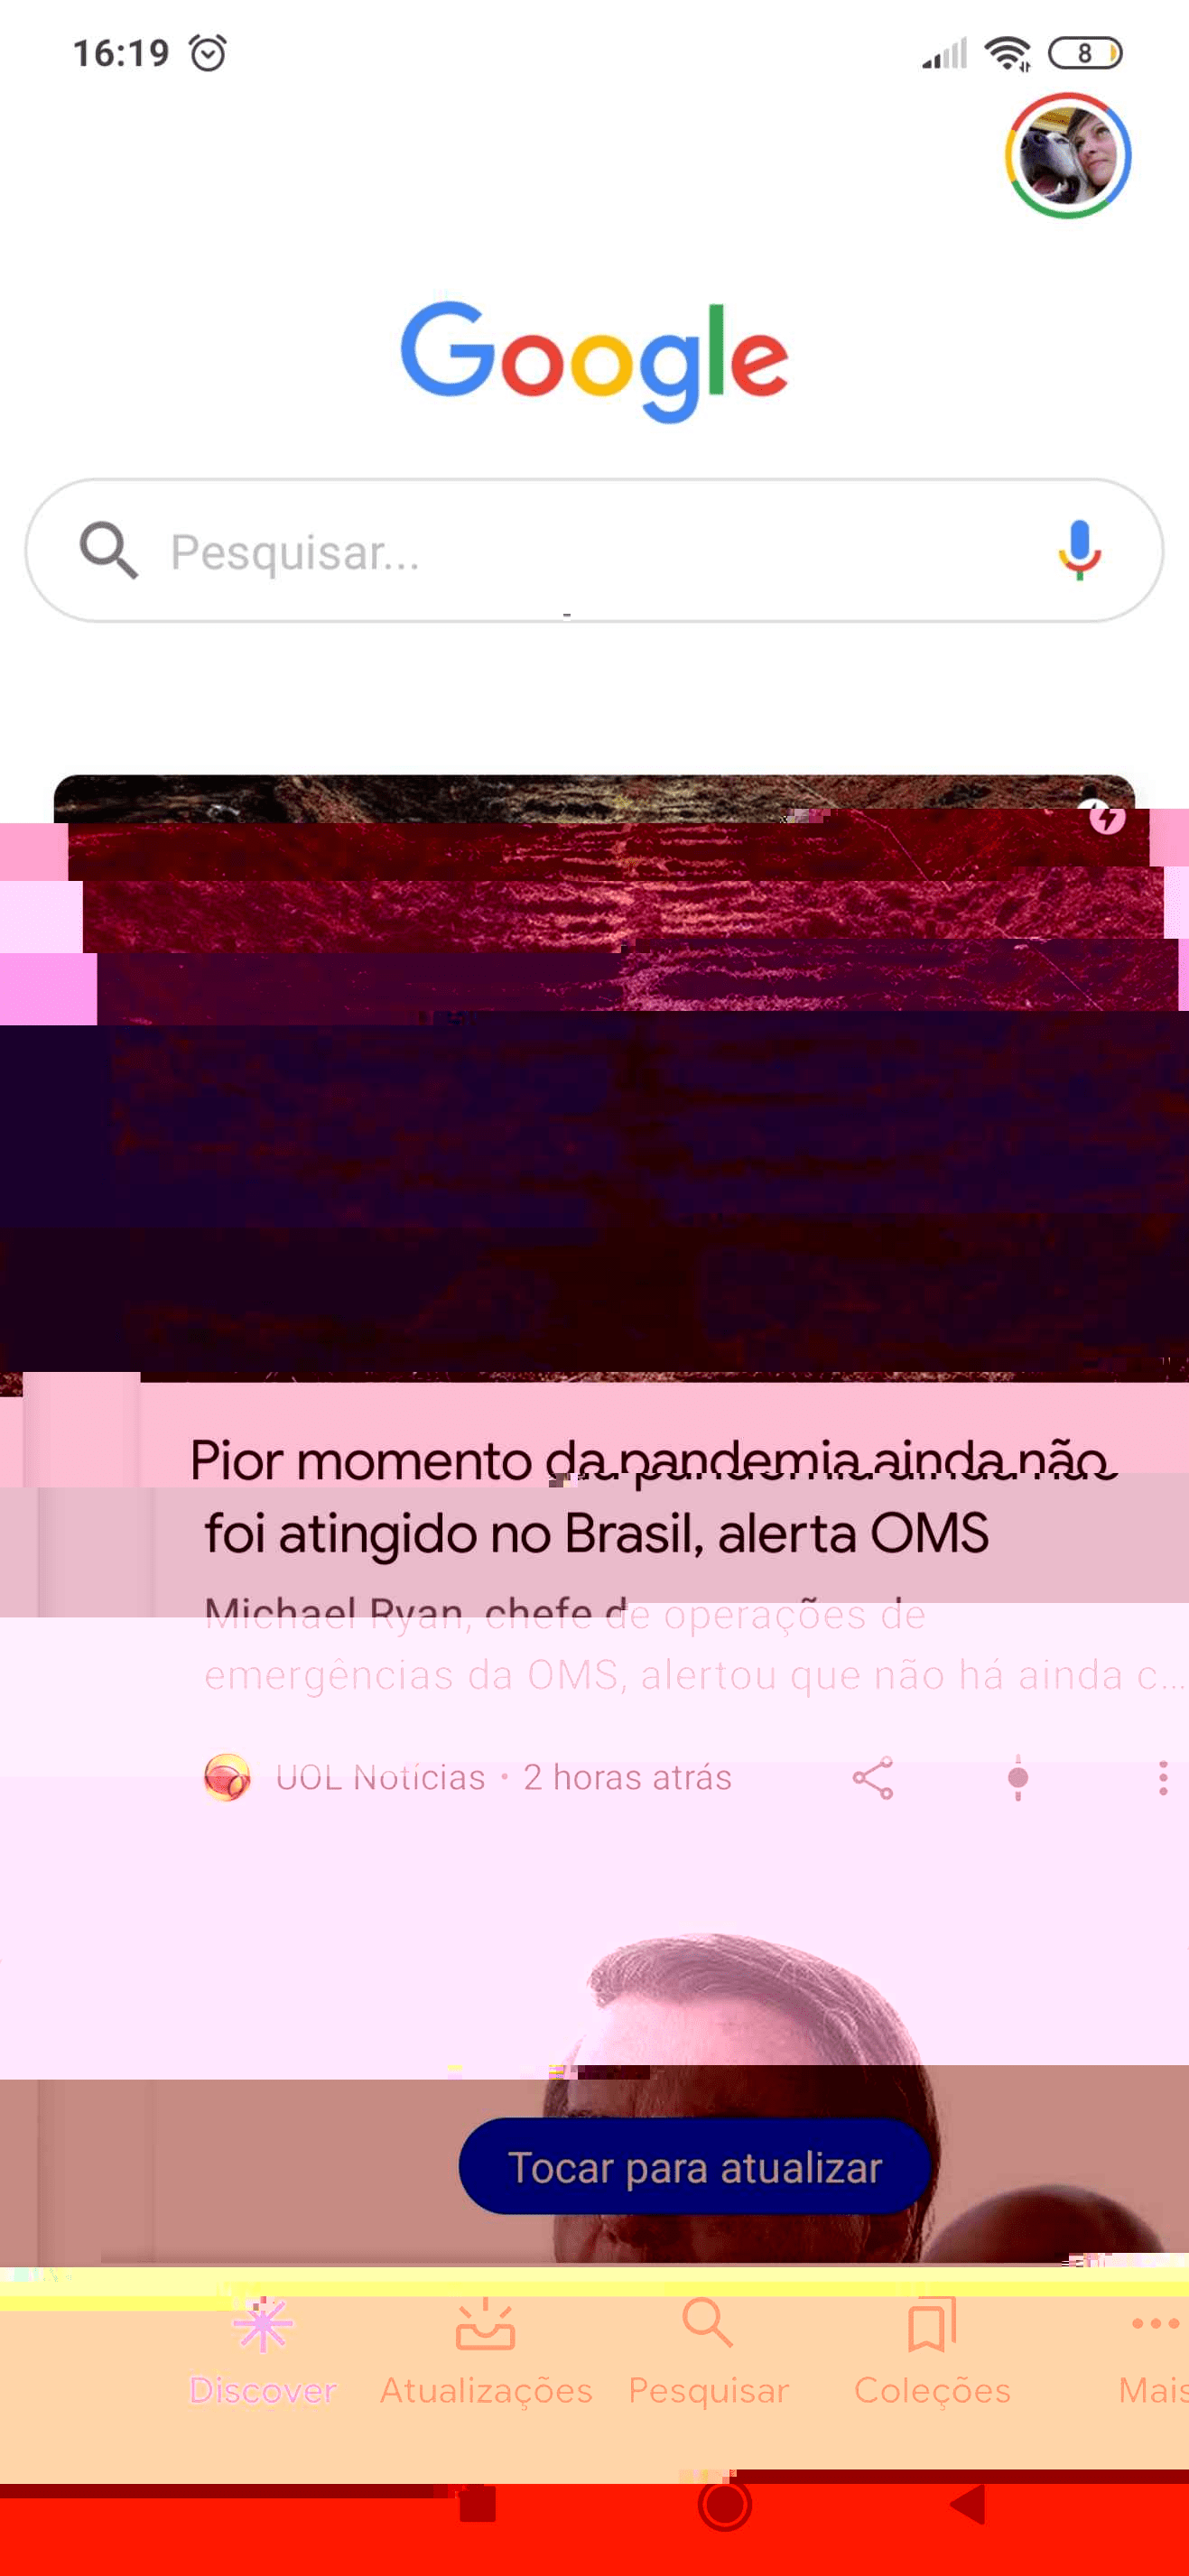 16:19
8
Google
Pesquisar...
Pior momento da pandemia ainda não
foi atingido no Brasil, alerta OMS
Michael Ryan, chefe de operações de
emergências da OMS, alertou que não há ainda c...
UOL Notícias • 2 horas atrás
Tocar para atualizar
Discover
Atualizações
Pesquisar
Coleções
Mais